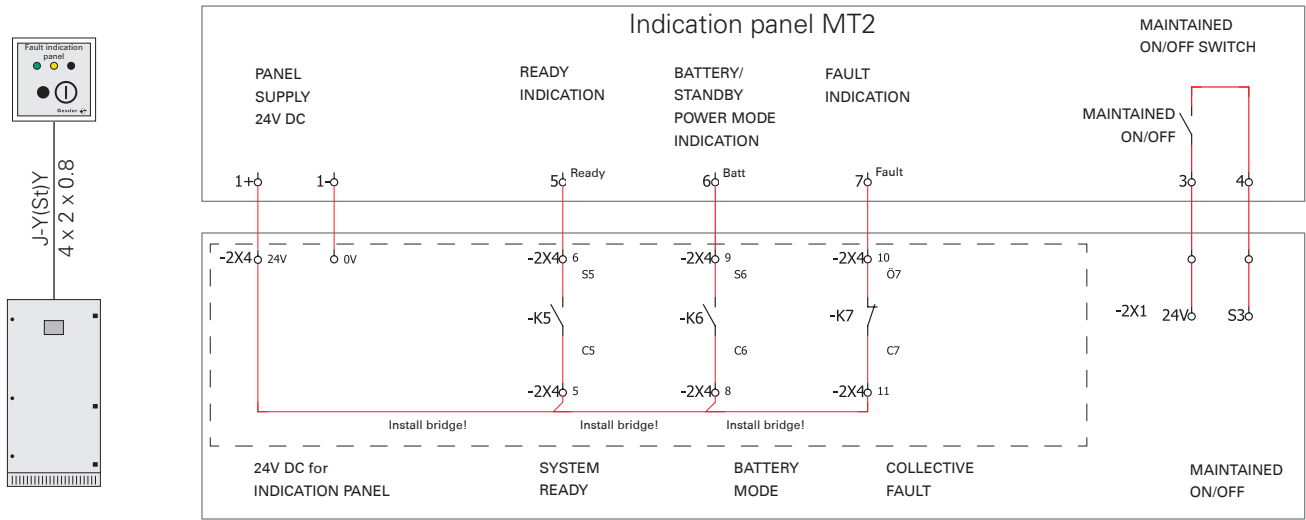 Fault indication
panel
Gessler
J-Y(St)Y
4 x 2 x 0.8
Indication panel MT2
MAINTAINED
ON/OFF SWITCH
PANEL
SUPPLY
24V DC
READY
INDICATION
BATTERY/
STANDBY
POWER MODE
INDICATION
FAULT
INDICATION
MAINTAINED
ON/OFF
1+
1-
5 Ready
6 Batt
7 Fault
3
4
-2X4 24V
0V
-2X4 6
S5
-2X4 9
S6
-2X4 10
Ö7
-K5
-K6
-K7
-2X1 24V
S3
C5
C6
C7
-2X4 5
-2X4 8
-2X4 11
Install bridge!
Install bridge!
Install bridge!
24V DC for
INDICATION PANEL
SYSTEM
READY
BATTERY
MODE
COLLECTIVE
FAULT
MAINTAINED
ON/OFF